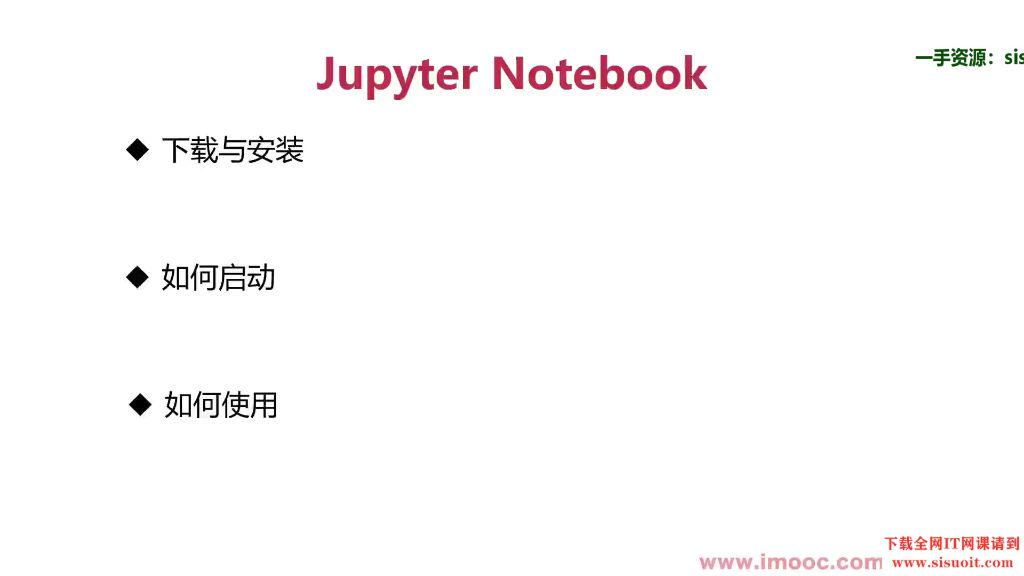 Jupyter Notebook
一手资源：sis
◆ 下载与安装
◆ 如何启动
◆ 如何使用
下载全网IT网课请到
www.imooc.com
www.sisuoit.com